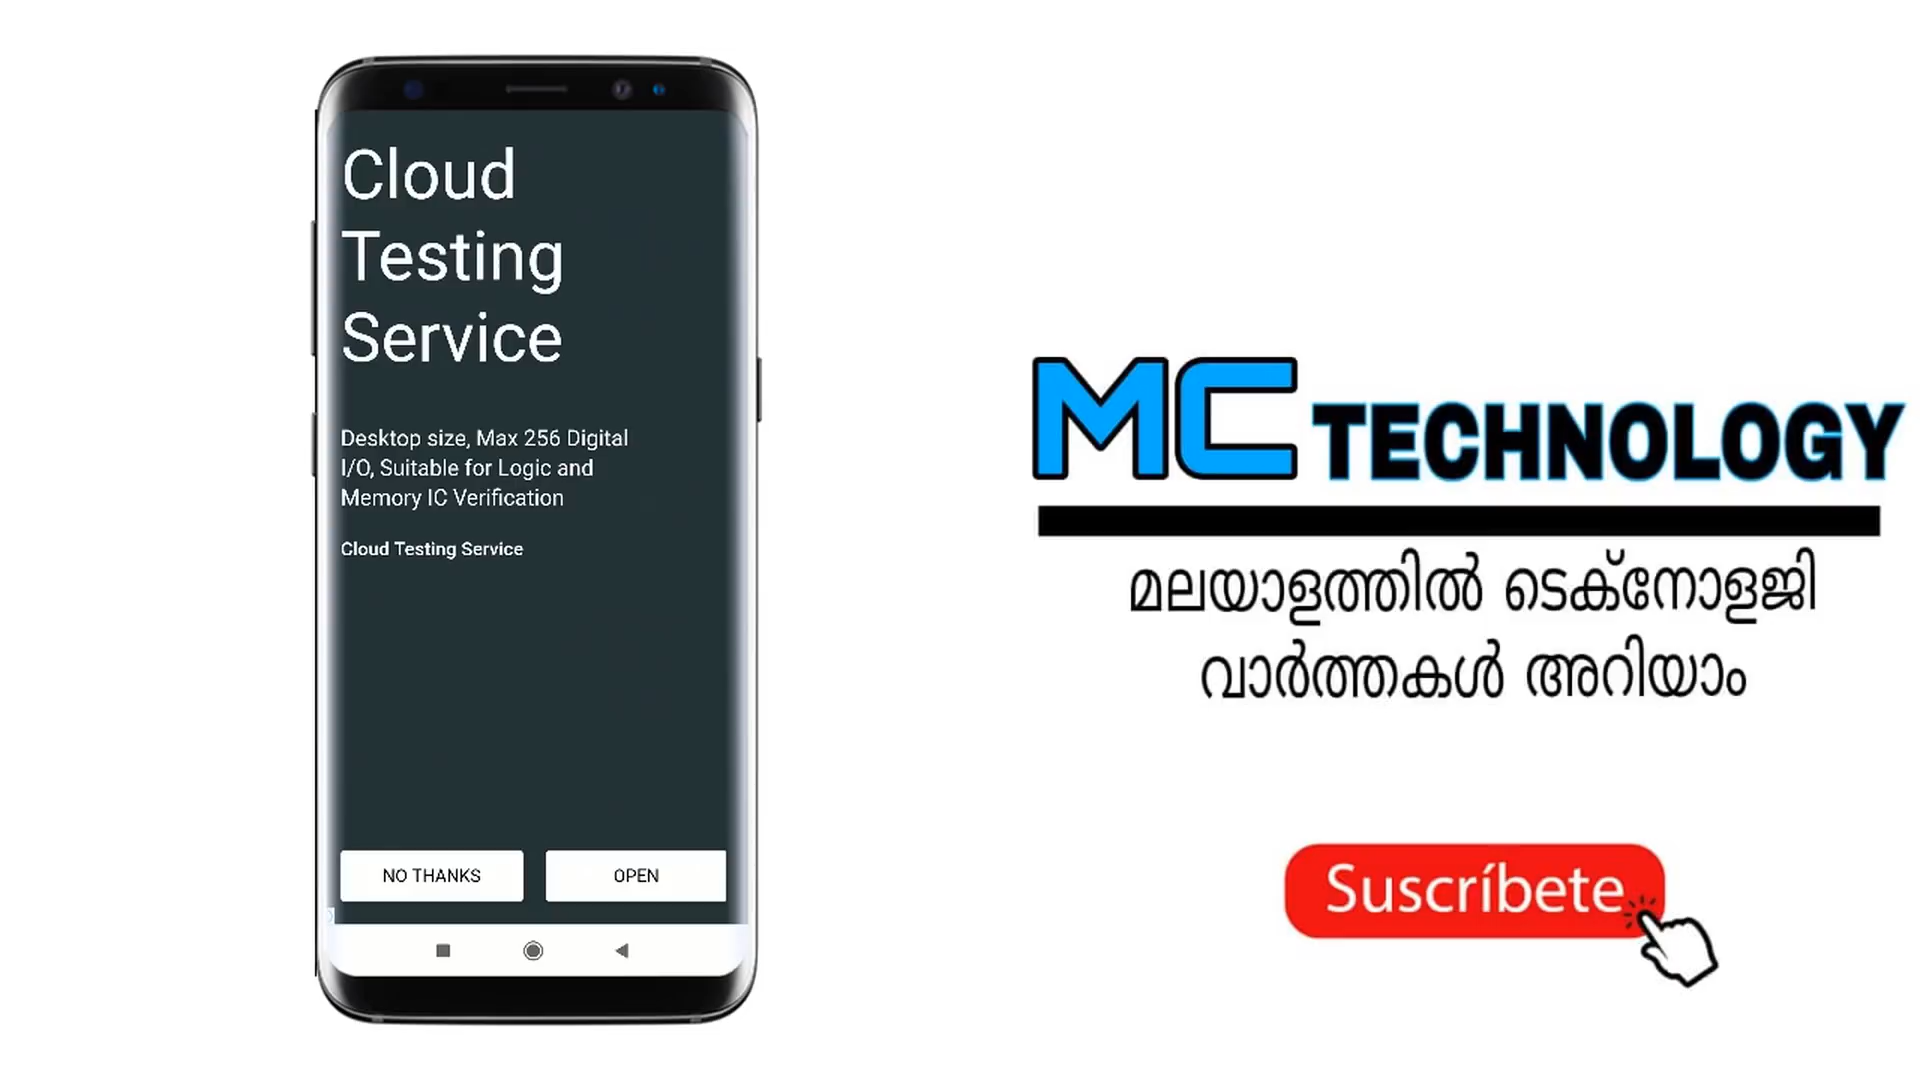 Cloud
Testing
Service
Desktop size, Max 256 Digital
I/O, Suitable for Logic and
Memory IC Verification
Cloud Testing Service
NO THANKS
OPEN
MC TECHNOLOGY
മലയാളത്തിൽ ടെക്നോളജി
വാർത്തകൾ അറിയാം
Suscríbete